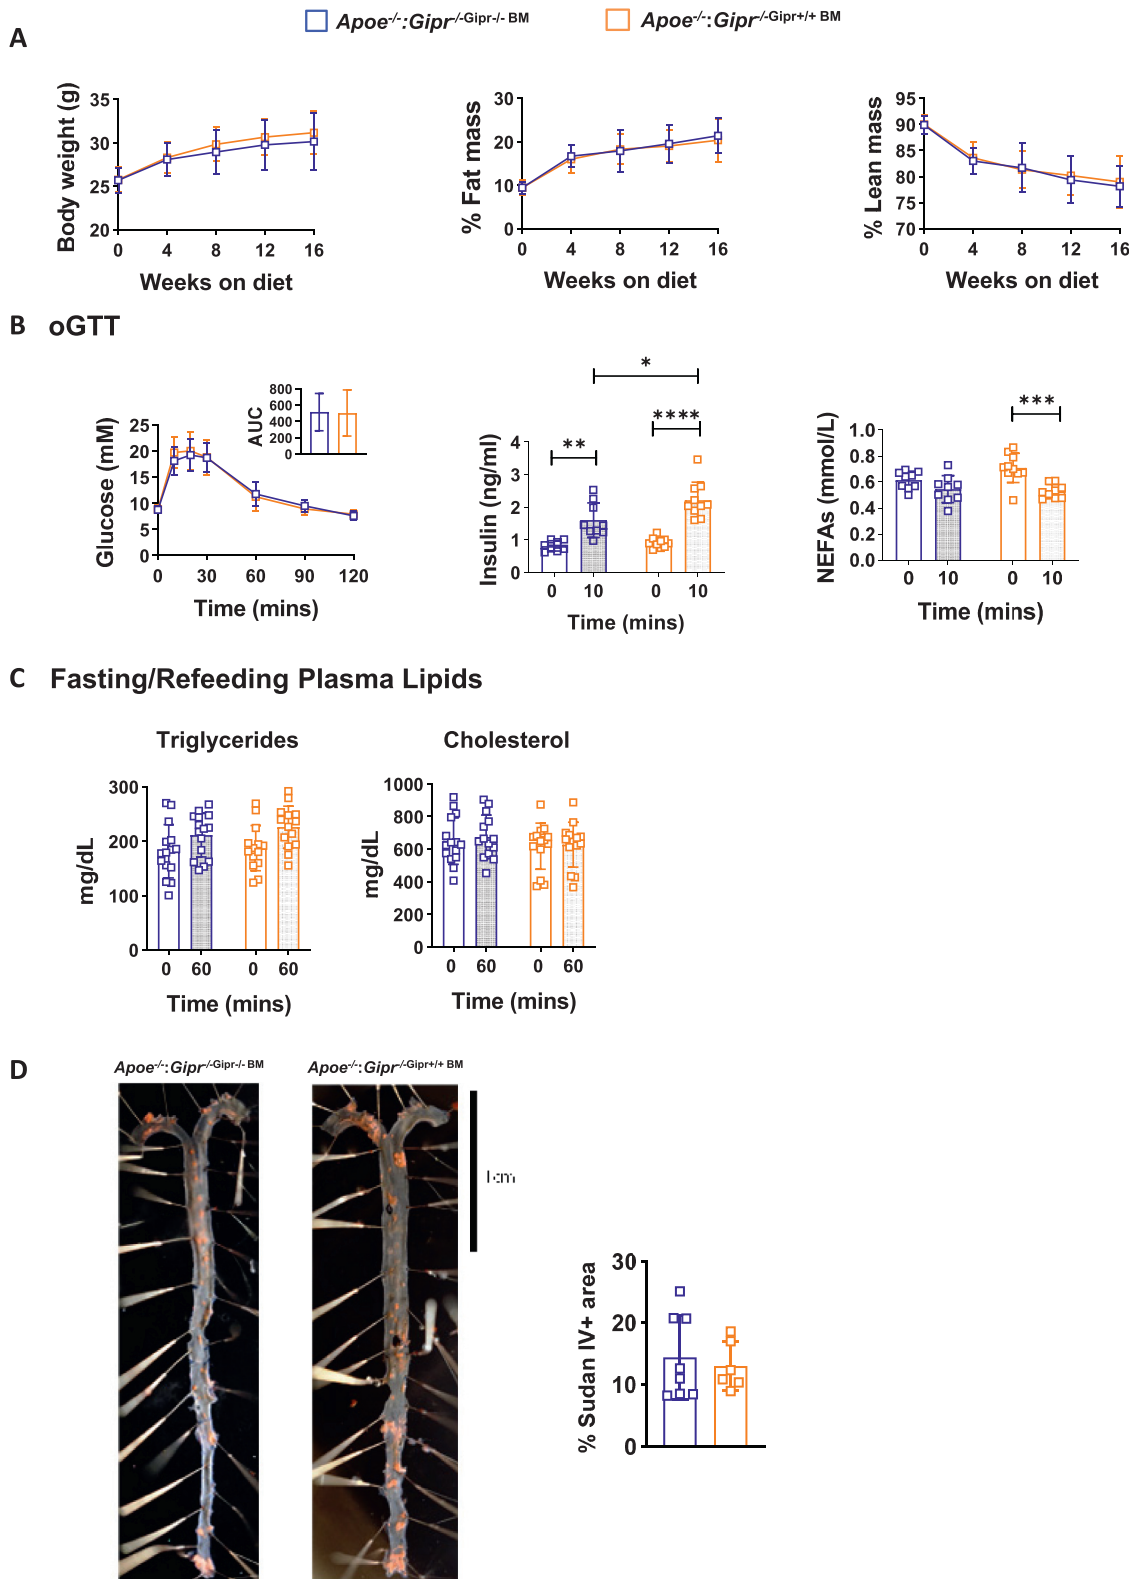 Apoe-/-:Gipr-/-Gipr-/- BM
Apoe-/-:Gipr-/-Gipr+/+ BM
A
Body weight (g)
35
30
25
20
0 4 8 12 16
Weeks on diet
% Fat mass
30
20
10
0
0 4 8 12 16
Weeks on diet
% Lean mass
95
90
85
80
75
70
0 4 8 12 16
Weeks on diet
B oGTT
Glucose (mM)
25
20
15
10
5
0
0 30 60 90 120
Time (mins)
AUC
800
600
400
200
0
Insulin (ng/ml)
4
3
2
1
0
**
*
****
0 10 0 10
Time (mins)
NEFAs (mmol/L)
1.0
0.8
0.6
0.4
0.2
0.0
***
0 10 0 10
Time (mins)
C Fasting/Refeeding Plasma Lipids
Triglycerides
mg/dL
300
200
100
0
0 60 0 60
Time (mins)
Cholesterol
mg/dL
1000
800
600
400
200
0
0 60 0 60
Time (mins)
D
Apoe-/-:Gipr-/-Gipr-/- BM
Apoe-/-:Gipr-/-Gipr+/+ BM
1cm
% Sudan IV+ area
30
20
10
0